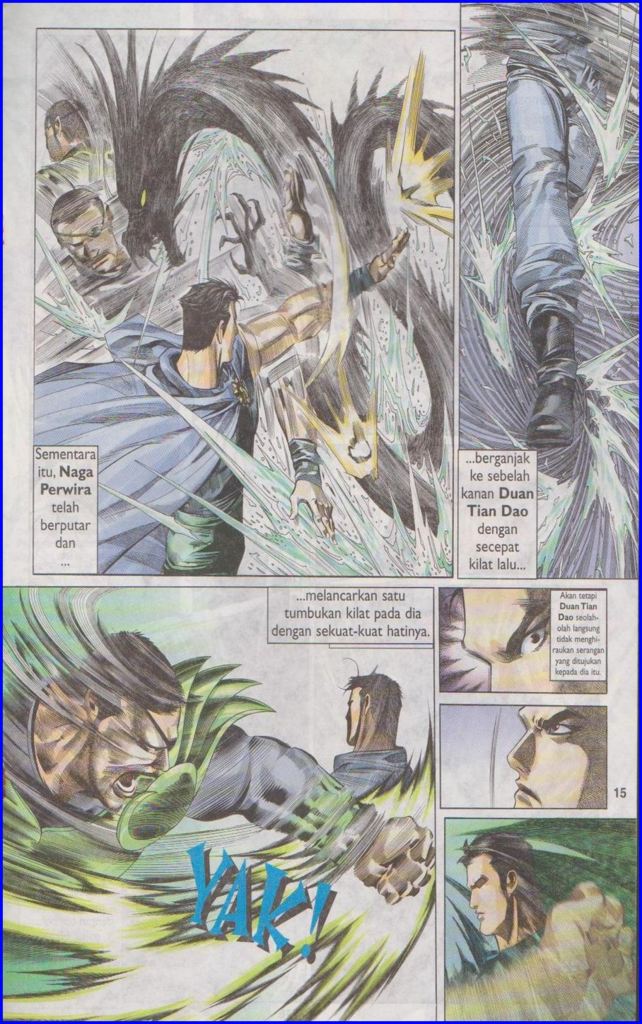 Sementara
itu, Naga
Perwira
telah
berputar
dan
...
...berganjak
ke sebelah
kanan Duan
Tian Dao
dengan
secepat
kilat lalu...
...melancarkan satu
tumbukan kilat pada dia
dengan sekuat-kuat hatinya.
YAK!
Akan tetapi
Duan Tian
Dao seolah-
olah langsung
tidak menghi-
raukan serangan
yang ditujukan
kepada dia itu.
15